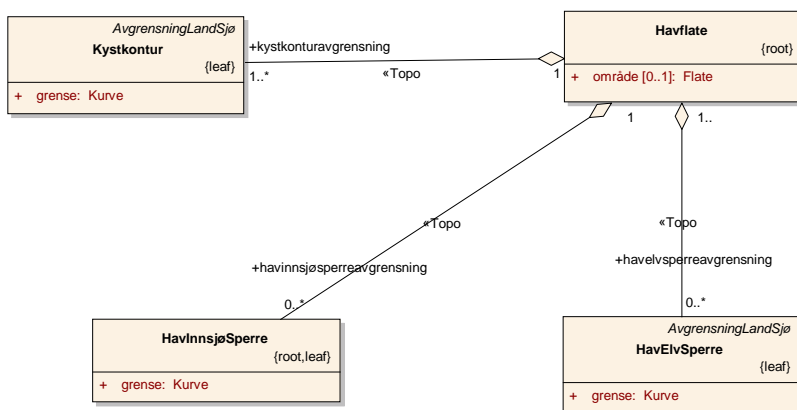 AvgrensningLandSjø
Kystkontur
{leaf}
+ grense: Kurve
+kystkonturavgrensning
1..*
«Topo
1
Havflate
{root}
+ område [0..1]: Flate
1
1..
«Topo
«Topo
+havinnsjøsperreavgrensning
+havelvsperreavgrensning
0..*
0..*
HavInnsjøSperre
{root,leaf}
+ grense: Kurve
AvgrensningLandSjø
HavElvSperre
{leaf}
+ grense: Kurve